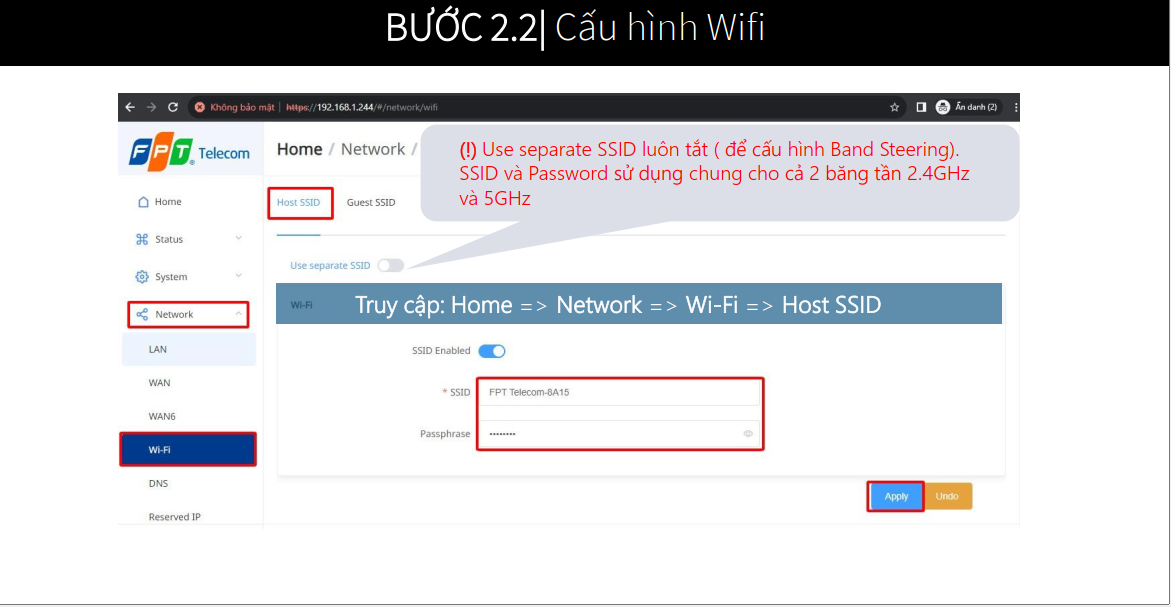 BƯỚC 2.2| Cấu hình Wifi
Không bảo mật | https://192.168.1.244/#/network/wifi
Ẩn danh (2)
FPT Telecom
Home / Network /
(!) Use separate SSID luôn tắt ( để cấu hình Band Steering).
SSID và Password sử dụng chung cho cả 2 băng tần 2.4GHz
và 5GHz
Home
Host SSID
Guest SSID
Status
Use separate SSID
System
Wi-Fi
Truy cập: Home => Network => Wi-Fi => Host SSID
Network
LAN
SSID Enabled
WAN
* SSID
FPT Telecom-8A15
WAN6
Passphrase
••••••••
Wi-Fi
DNS
Apply
Undo
Reserved IP